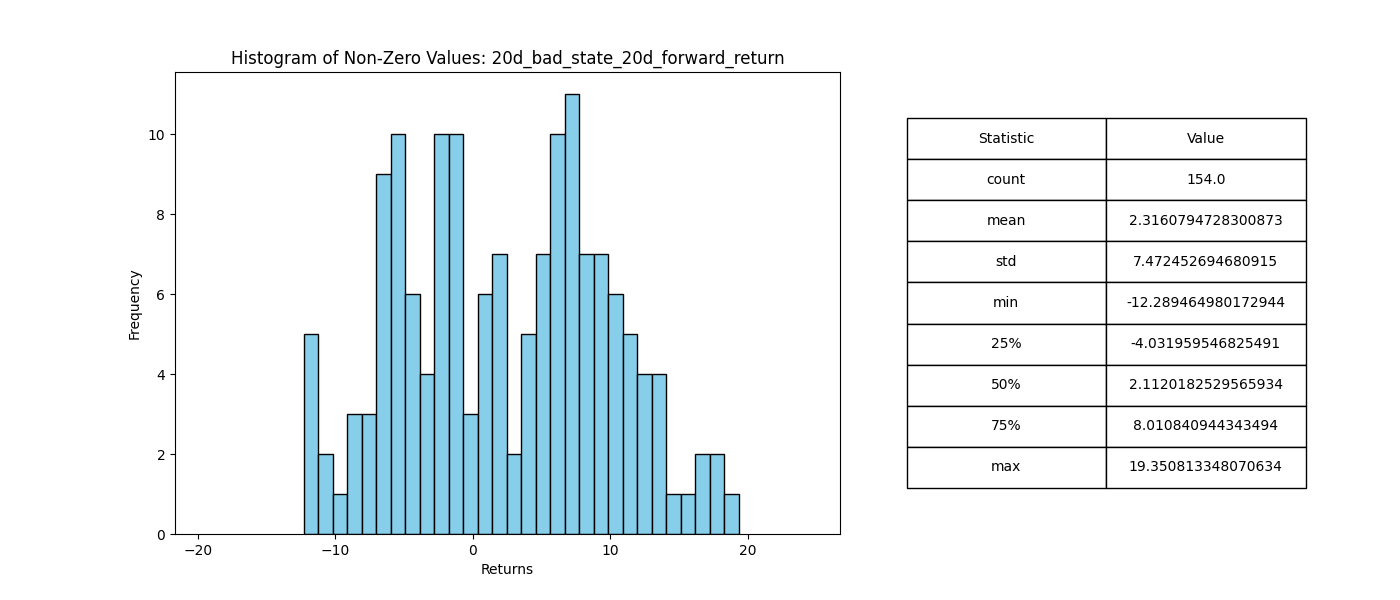 Histogram of Non-Zero Values: 20d_bad_state_20d_forward_return
Frequency
10
8
6
4
2
0
−20
−10
0
10
20
Returns
Statistic Value
count 154.0
mean 2.3160794728300873
std 7.472452694680915
min -12.289464980172944
25% -4.031959546825491
50% 2.1120182529565934
75% 8.010840944343494
max 19.350813348070634